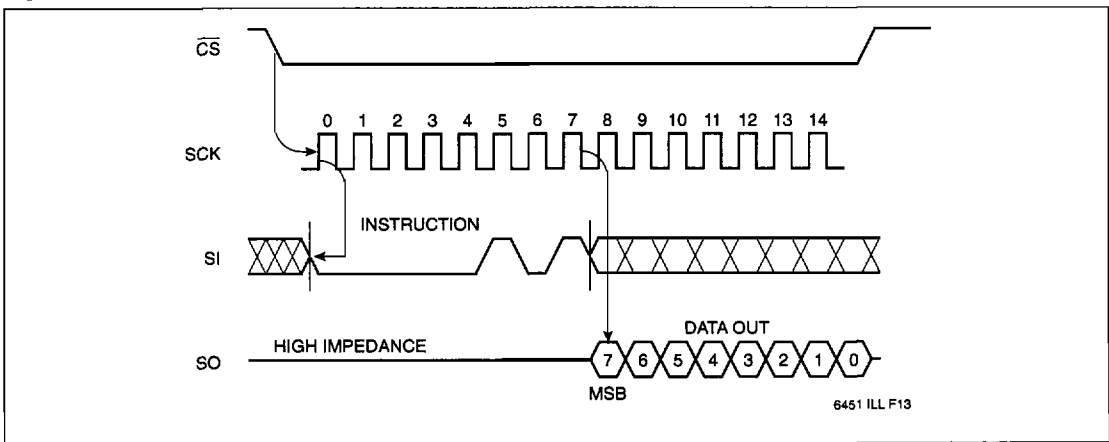 CS
0 1 2 3 4 5 6 7 8 9 10 11 12 13 14
SCK
INSTRUCTION
SI
DATA OUT
HIGH IMPEDANCE
SO
7 6 5 4 3 2 1 0
MSB
6451 ILL F13